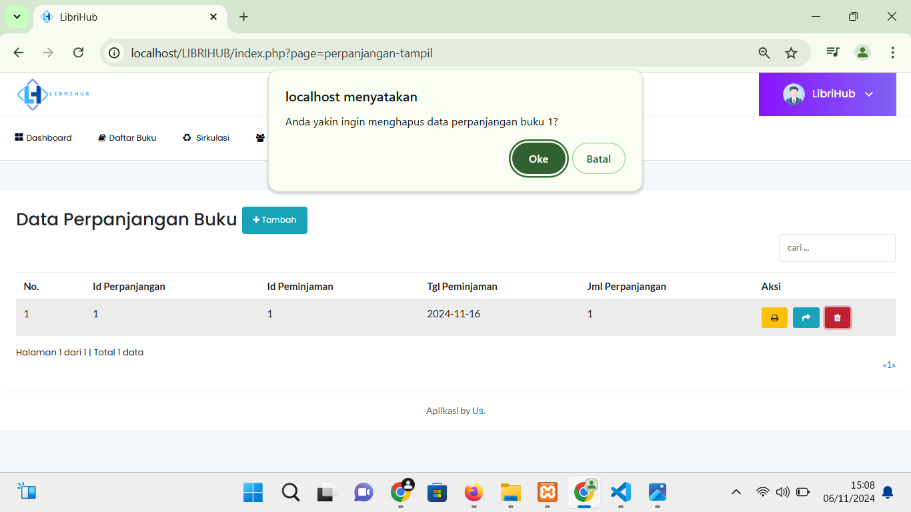 LibriHub
localhost/LIBRIHUB/index.php?page=perpanjangan-tampil
localhost menyatakan
Anda yakin ingin menghapus data perpanjangan buku 1?
Oke
Batal
LIBRIHUB
LibriHub
Dashboard
Daftar Buku
Sirkulasi
Data Perpanjangan Buku
+ Tambah
cari ...
No. Id Perpanjangan Id Peminjaman Tgl Peminjaman Jml Perpanjangan Aksi
1 1 1 2024-11-16 1
Halaman 1 dari 1 | Total 1 data
«1»
Aplikasi by Us.
15:08
06/11/2024